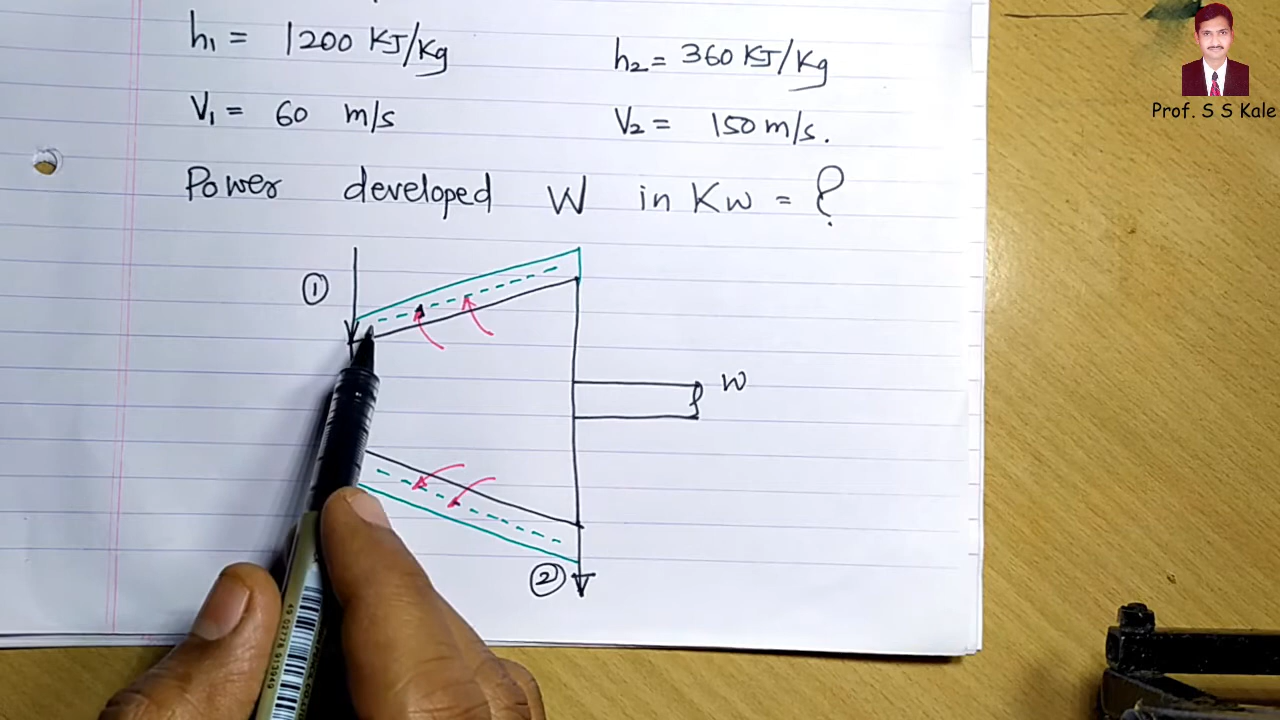 h₁ = 1200 KJ/Kg
h₂ = 360 KJ/Kg
V₁ = 60 m/s
V₂ = 150 m/s.
Prof. S S Kale
Power developed W in Kw = ?
①
W
②